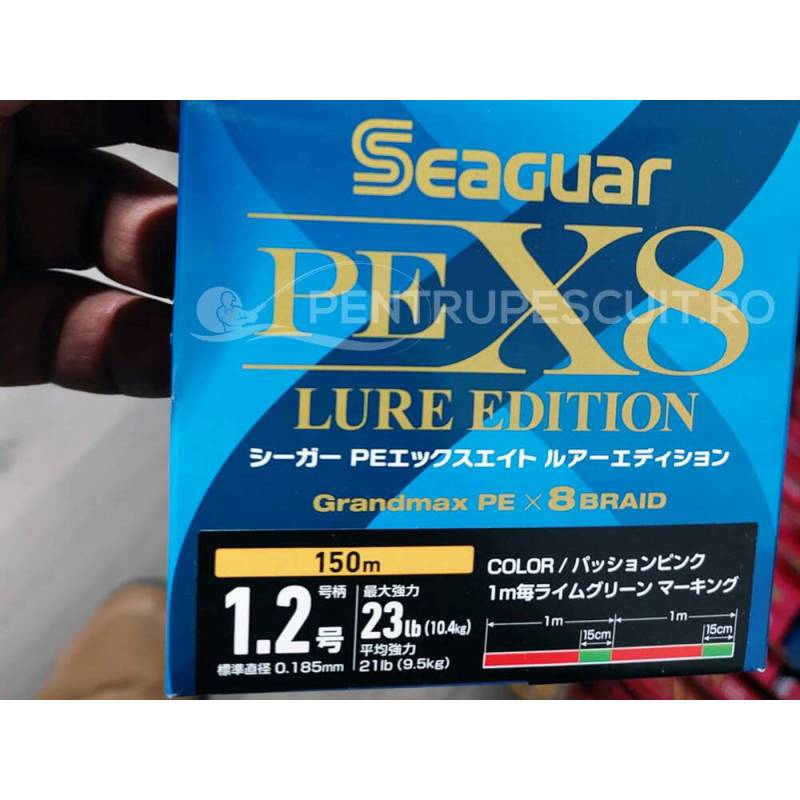 Seaguar
PEX8
PENTRUPESCUIT.RO
LURE EDITION
シーガー PEエックスエイト ルアーエディション
Grandmax PE × 8 BRAID
150m
1.2号
号柄
標準直径 0.185mm
最大強力
23lb (10.4kg)
平均強力
21lb (9.5kg)
COLOR / パッションピンク
1m毎ライムグリーン マーキング
1m 1m
15cm 15cm